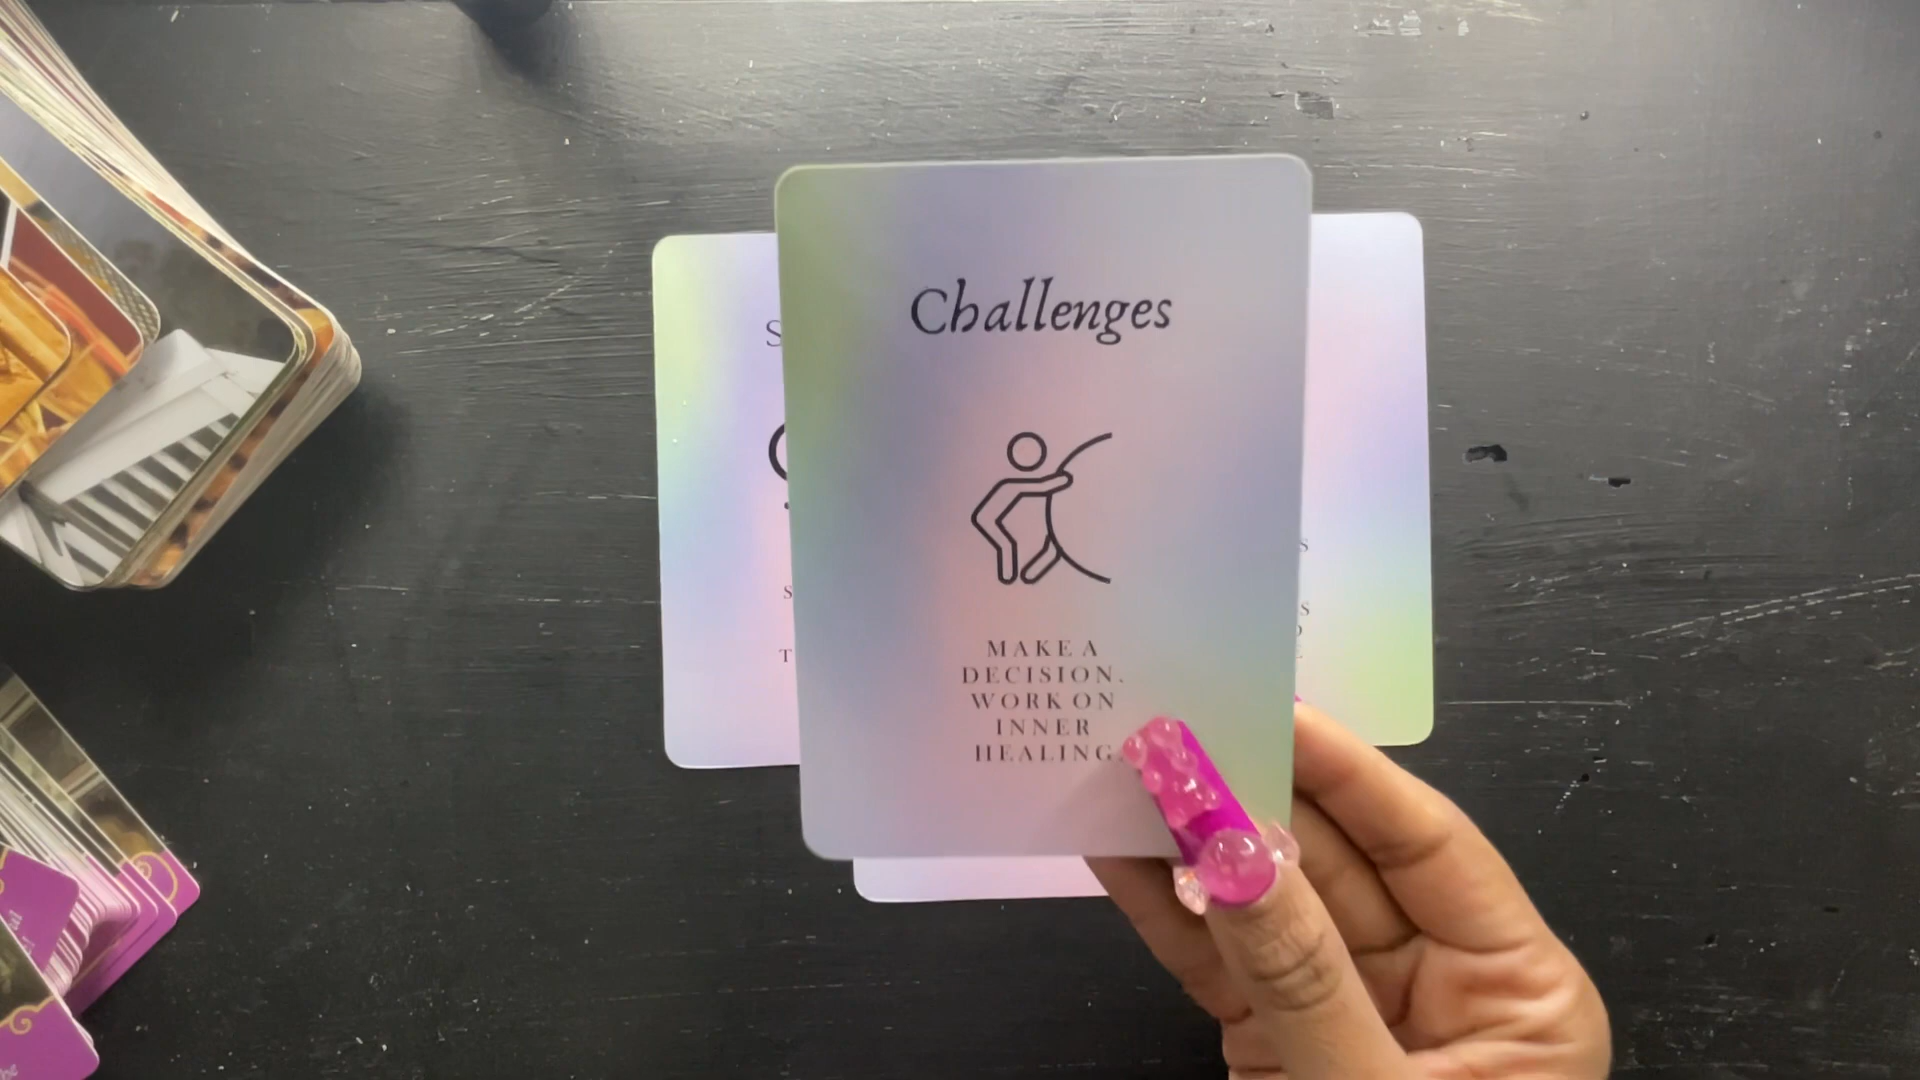 Challenges
MAKE A
DECISION.
WORK ON
INNER
HEALING.